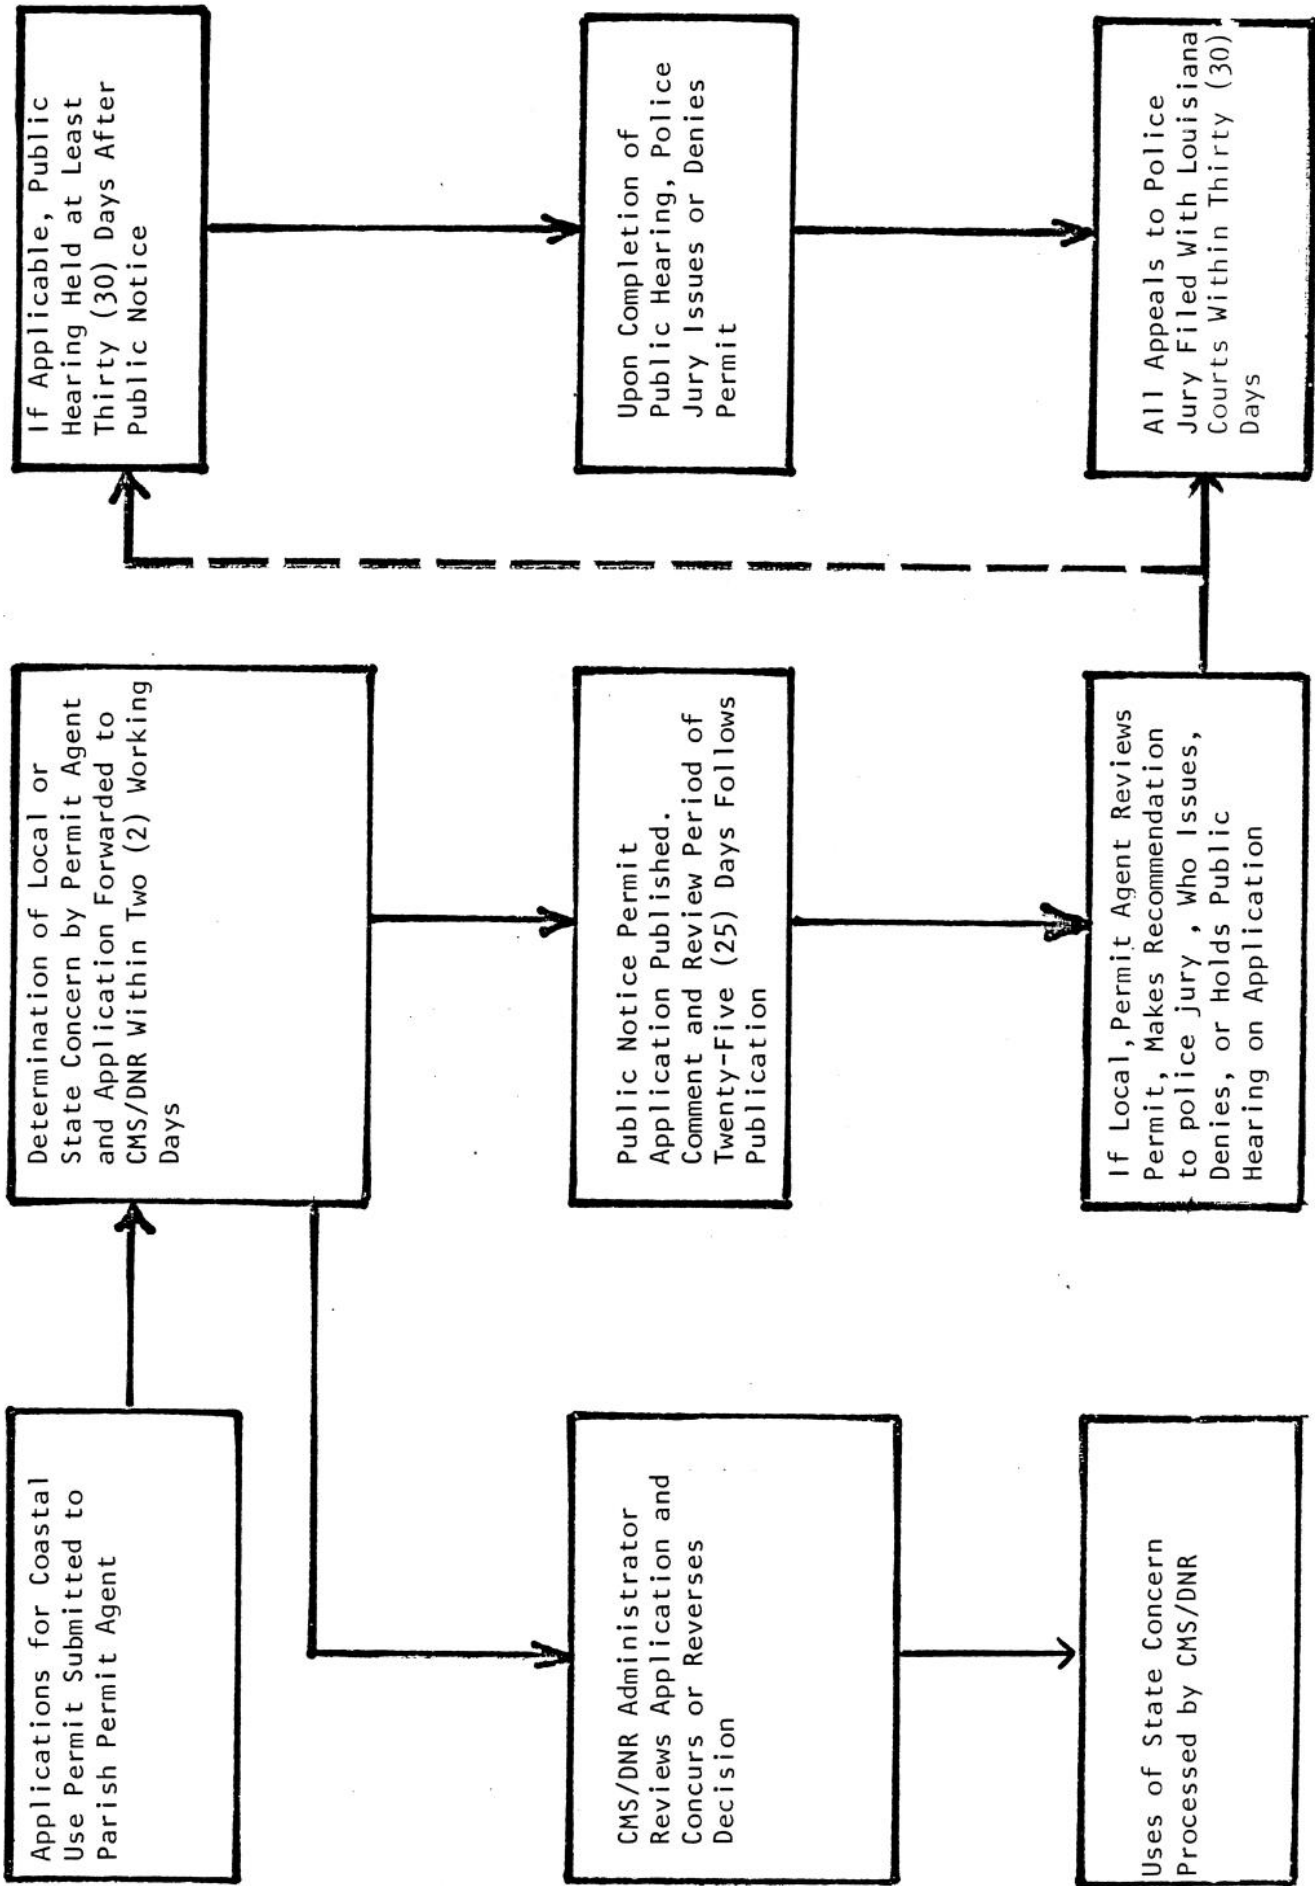 Applications for Coastal
Use Permit Submitted to
Parish Permit Agent
Determination of Local or
State Concern by Permit Agent
and Application Forwarded to
CMS/DNR Within Two (2) Working
Days
If Applicable, Public
Hearing Held at Least
Thirty (30) Days After
Public Notice
CMS/DNR Administrator
Reviews Application and
Concurs or Reverses
Decision
Public Notice Permit
Application Published.
Comment and Review Period of
Twenty-Five (25) Days Follows
Publication
Upon Completion of
Public Hearing, Police
Jury Issues or Denies
Permit
Uses of State Concern
Processed by CMS/DNR
If Local, Permit Agent Reviews
Permit, Makes Recommendation
to police jury , Who Issues,
Denies, or Holds Public
Hearing on Application
All Appeals to Police
Jury Filed With Louisiana
Courts Within Thirty (30)
Days